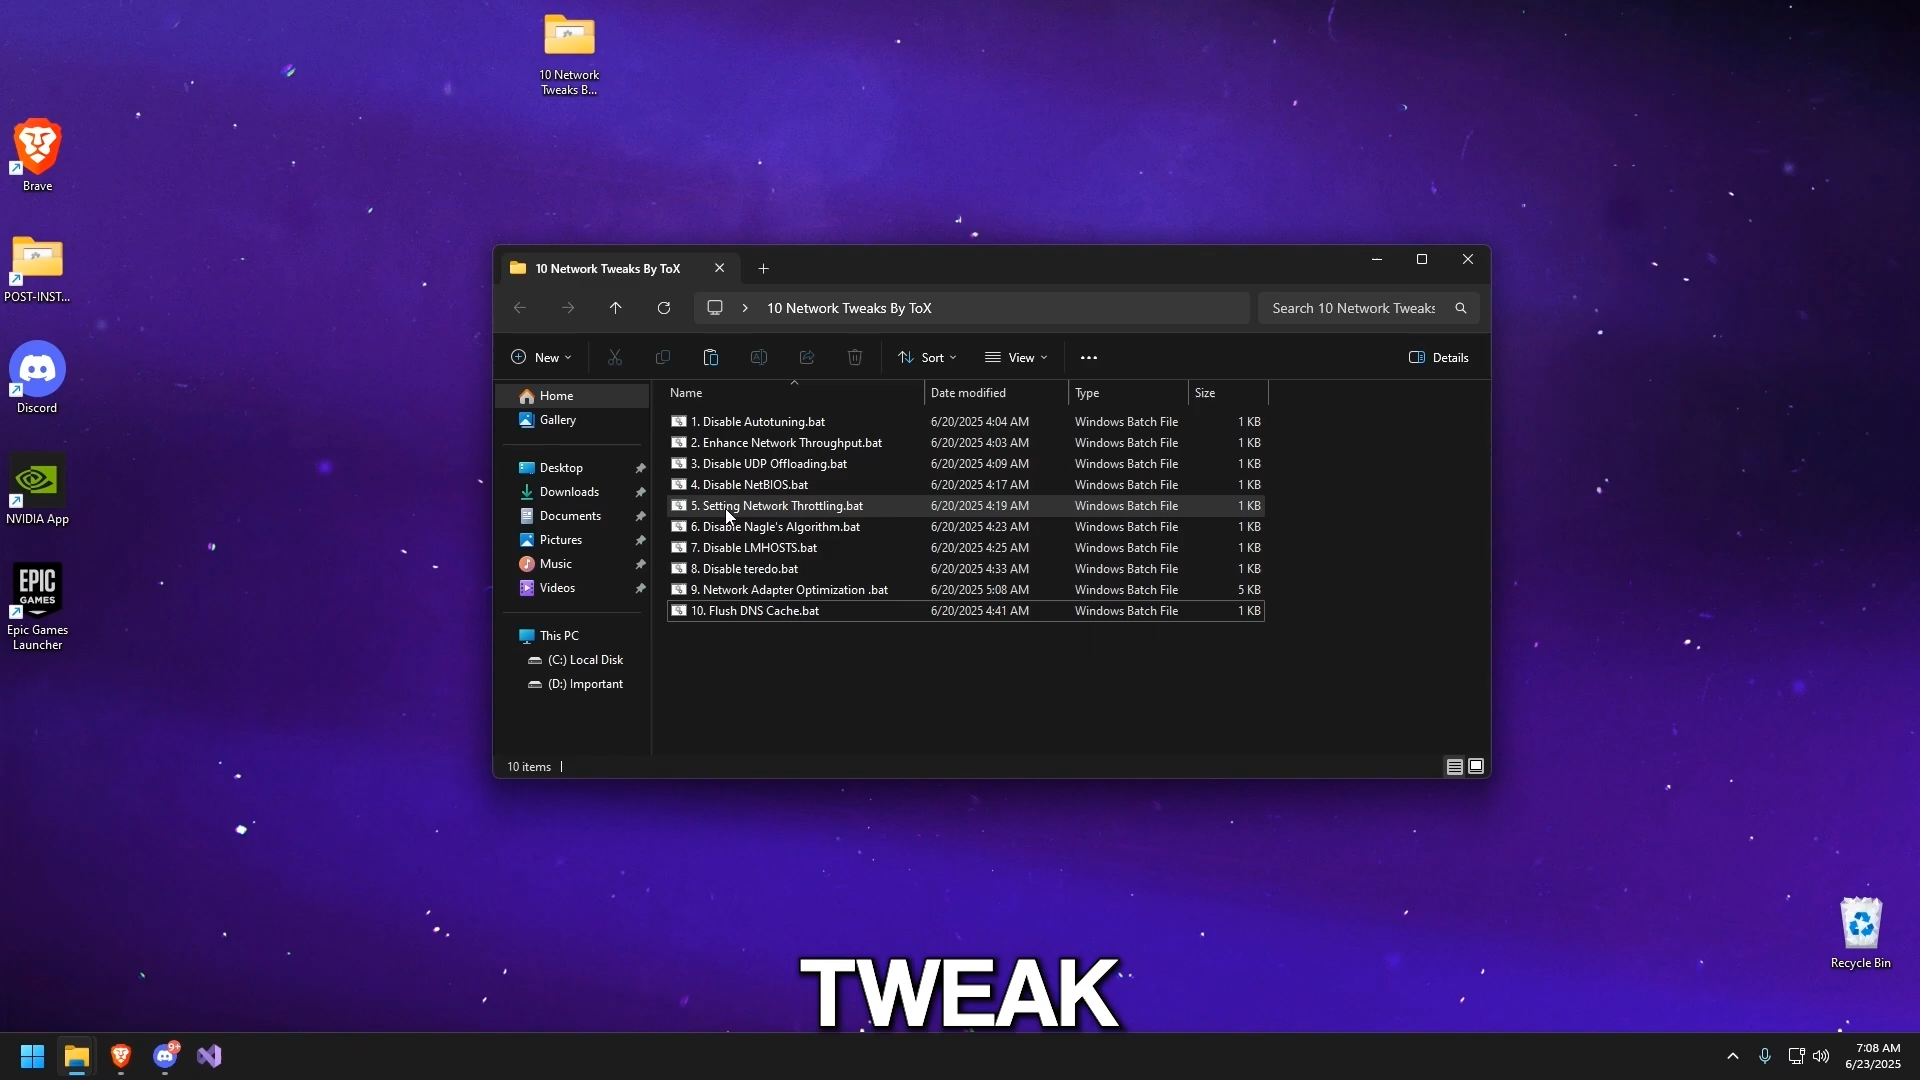 10 Network
Tweaks B...
Brave
POST-INST...
Discord
NVIDIA App
EPIC
GAMES
Epic Games
Launcher
10 Network Tweaks By ToX
10 Network Tweaks By ToX
Search 10 Network Tweaks
New
Sort
View
Details
Home
Gallery
Desktop
Downloads
Documents
Pictures
Music
Videos
This PC
(C:) Local Disk
(D:) Important
Name Date modified Type Size
1. Disable Autotuning.bat 6/20/2025 4:04 AM Windows Batch File 1 KB
2. Enhance Network Throughput.bat 6/20/2025 4:03 AM Windows Batch File 1 KB
3. Disable UDP Offloading.bat 6/20/2025 4:09 AM Windows Batch File 1 KB
4. Disable NetBIOS.bat 6/20/2025 4:17 AM Windows Batch File 1 KB
5. Setting Network Throttling.bat 6/20/2025 4:19 AM Windows Batch File 1 KB
6. Disable Nagle's Algorithm.bat 6/20/2025 4:23 AM Windows Batch File 1 KB
7. Disable LMHOSTS.bat 6/20/2025 4:25 AM Windows Batch File 1 KB
8. Disable teredo.bat 6/20/2025 4:33 AM Windows Batch File 1 KB
9. Network Adapter Optimization .bat 6/20/2025 5:08 AM Windows Batch File 5 KB
10. Flush DNS Cache.bat 6/20/2025 4:41 AM Windows Batch File 1 KB
10 items
Recycle Bin
TWEAK
9+
7:08 AM
6/23/2025